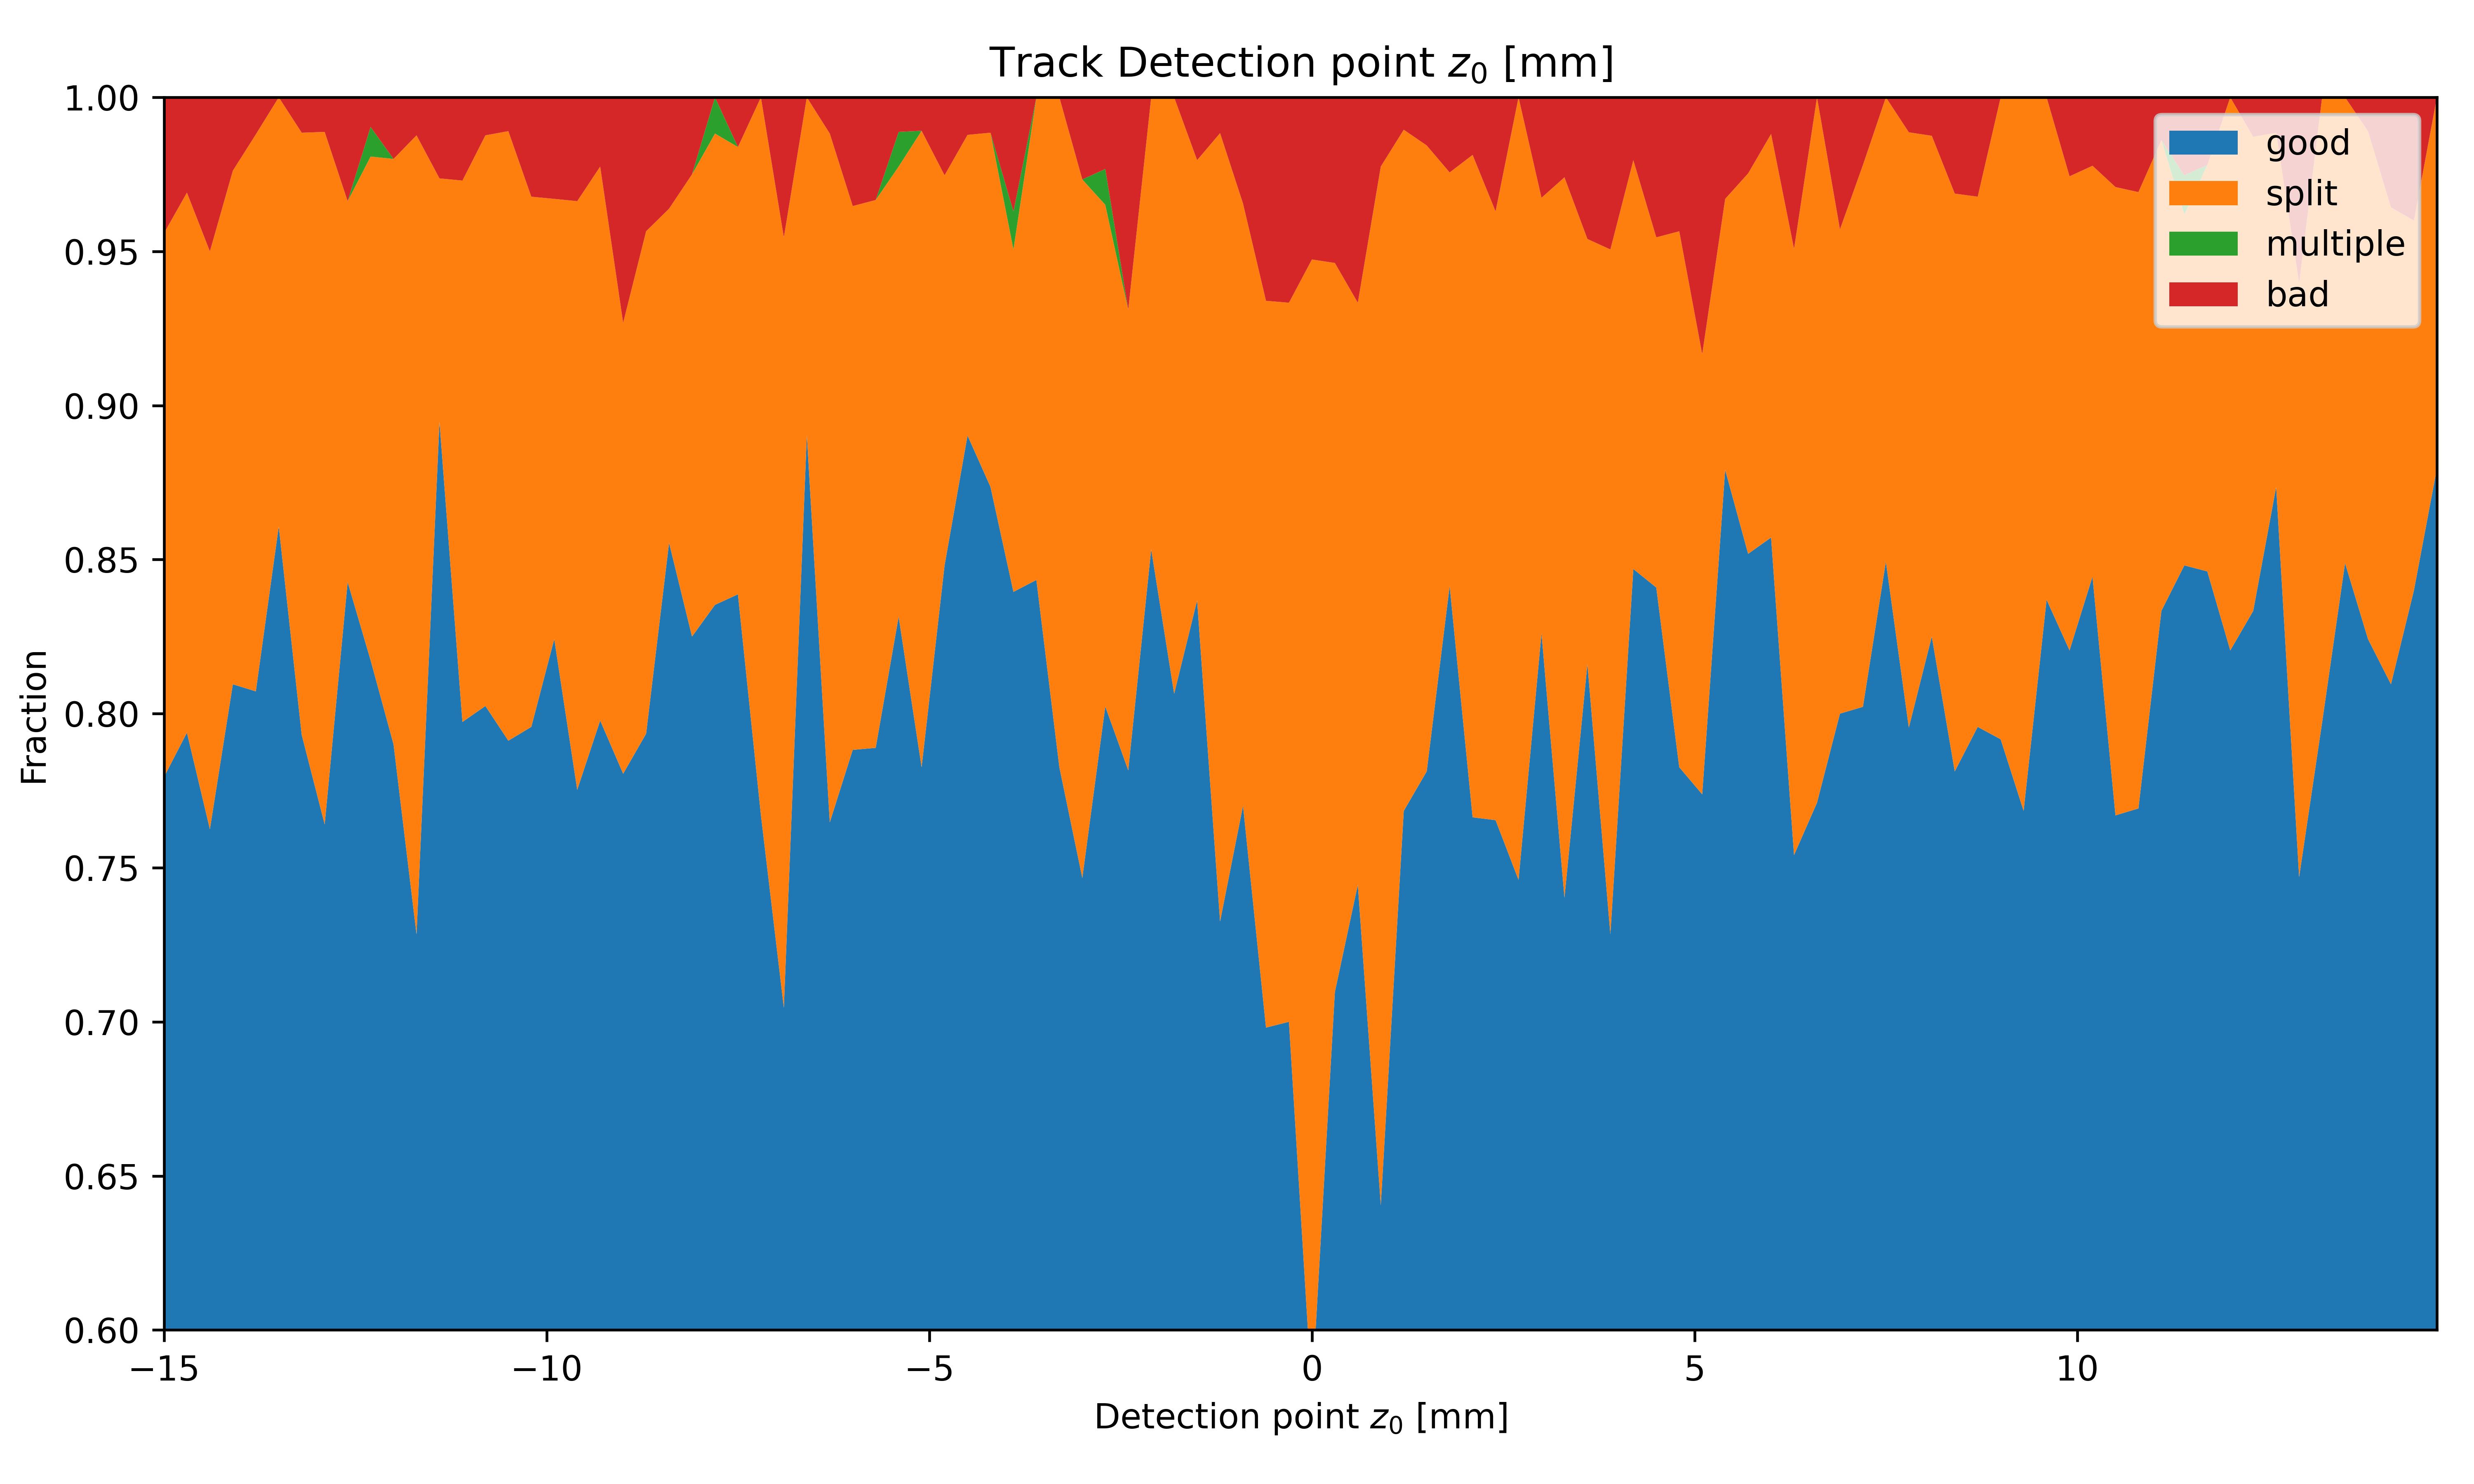 Track Detection point z₀ [mm]
1.00
0.95
0.90
0.85
0.80
0.75
0.70
0.65
0.60
Fraction
good
split
multiple
bad
−15
−10
−5
0
5
10
Detection point z₀ [mm]